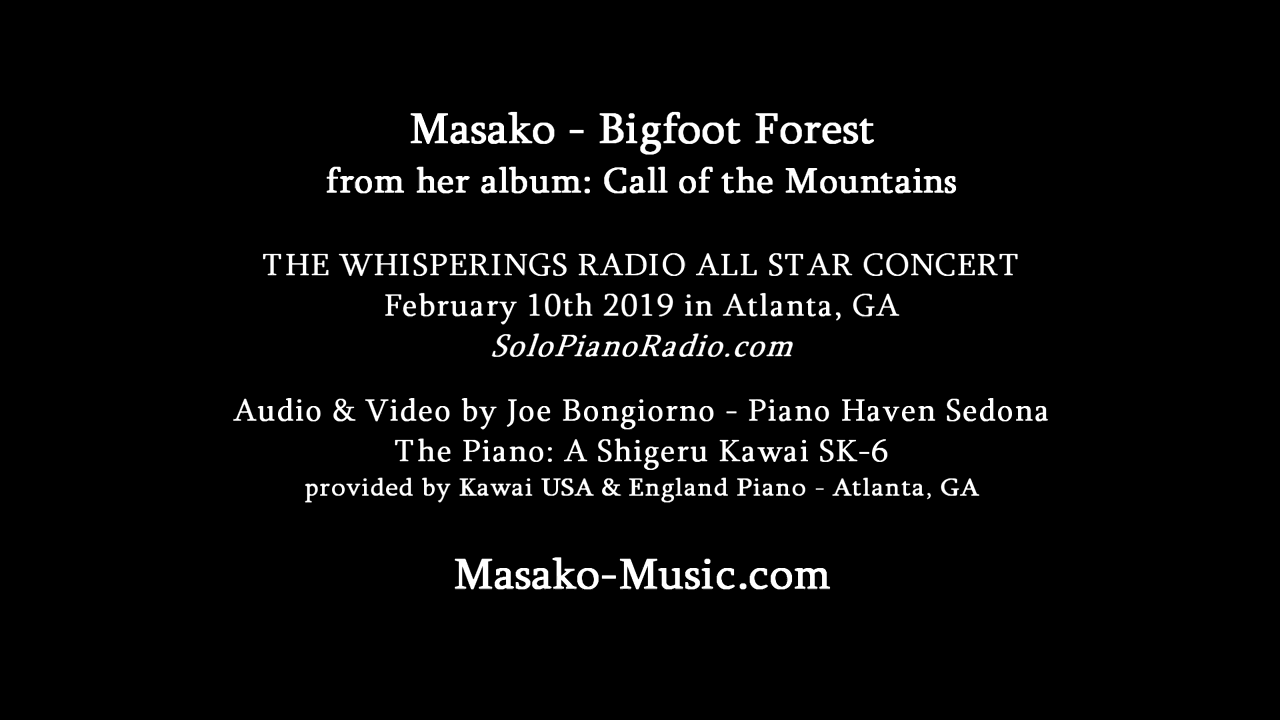 Masako - Bigfoot Forest
from her album: Call of the Mountains
THE WHISPERINGS RADIO ALL STAR CONCERT
February 10th 2019 in Atlanta, GA
SoloPianoRadio.com
Audio & Video by Joe Bongiorno - Piano Haven Sedona
The Piano: A Shigeru Kawai SK-6
provided by Kawai USA & England Piano - Atlanta, GA
Masako-Music.com